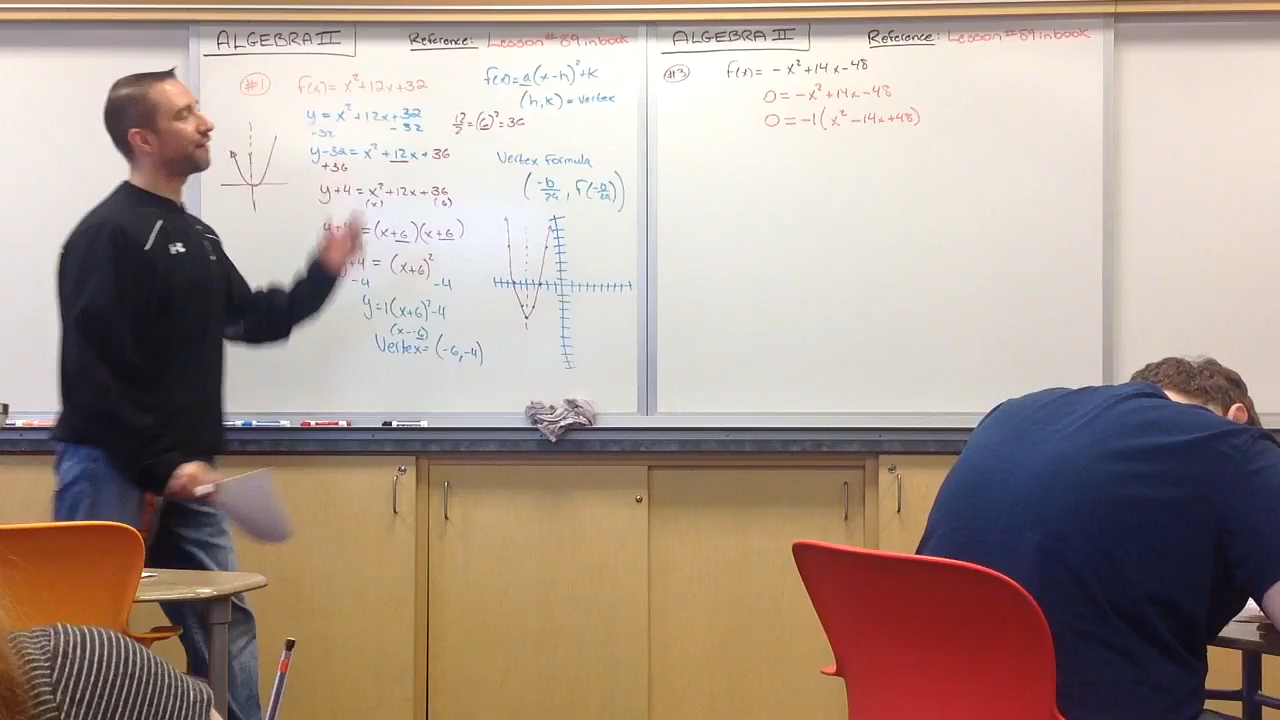 ALGEBRA II
Reference: Lesson #89 in book
#1
f(x) = x²+12x+32
y = x²+12x+32
-32 -32
y-32 = x²+12x+36
+36
12/2=(6)²=36
y+4 = x²+12x+36
(x) (6)
=(x+6)(x+6)
y+4 = (x+6)²
-4 -4
y=1(x+6)²-4
(x--6)
Vertex= (-6,-4)
f(x)=a(x-h)²+k
(h,k) = vertex
Vertex Formula
(-b/2a, f(-b/2a))
ALGEBRA II
Reference: Lesson #89 in book
#3
f(x) = -x²+14x-48
0 = -x²+14x-48
0 = -1(x²-14x+48)